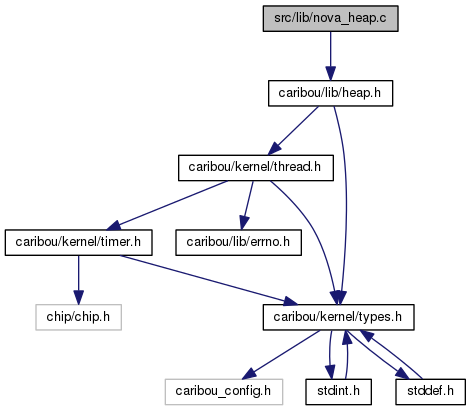 src/lib/nova_heap.c
caribou/lib/heap.h
caribou/kernel/thread.h
caribou/kernel/timer.h
caribou/lib/errno.h
chip/chip.h
caribou/kernel/types.h
caribou_config.h
stdint.h
stddef.h